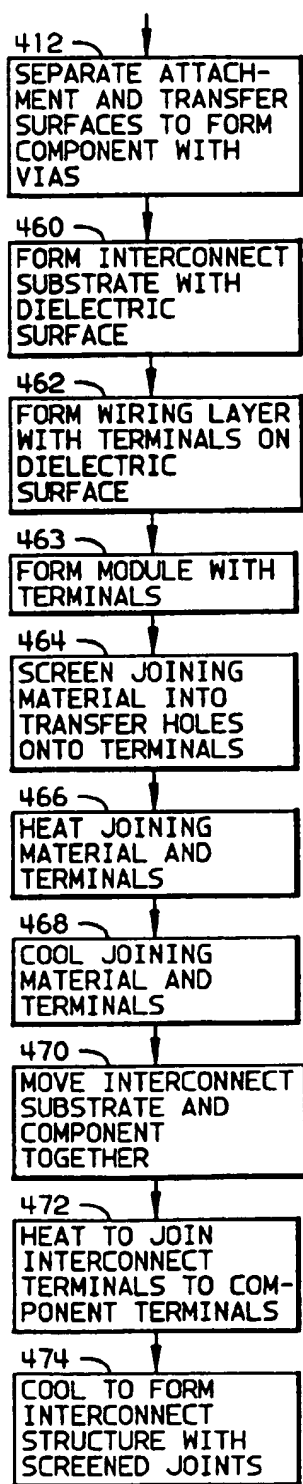 412
SEPARATE ATTACH-
MENT AND TRANSFER
SURFACES TO FORM
COMPONENT WITH
VIAS
460
FORM INTERCONNECT
SUBSTRATE WITH
DIELECTRIC
SURFACE
462
FORM WIRING LAYER
WITH TERMINALS ON
DIELECTRIC
SURFACE
463
FORM MODULE WITH
TERMINALS
464
SCREEN JOINING
MATERIAL INTO
TRANSFER HOLES
ONTO TERMINALS
466
HEAT JOINING
MATERIAL AND
TERMINALS
468
COOL JOINING
MATERIAL AND
TERMINALS
470
MOVE INTERCONNECT
SUBSTRATE AND
COMPONENT
TOGETHER
472
HEAT TO JOIN
INTERCONNECT
TERMINALS TO COM-
PONENT TERMINALS
474
COOL TO FORM
INTERCONNECT
STRUCTURE WITH
SCREENED JOINTS